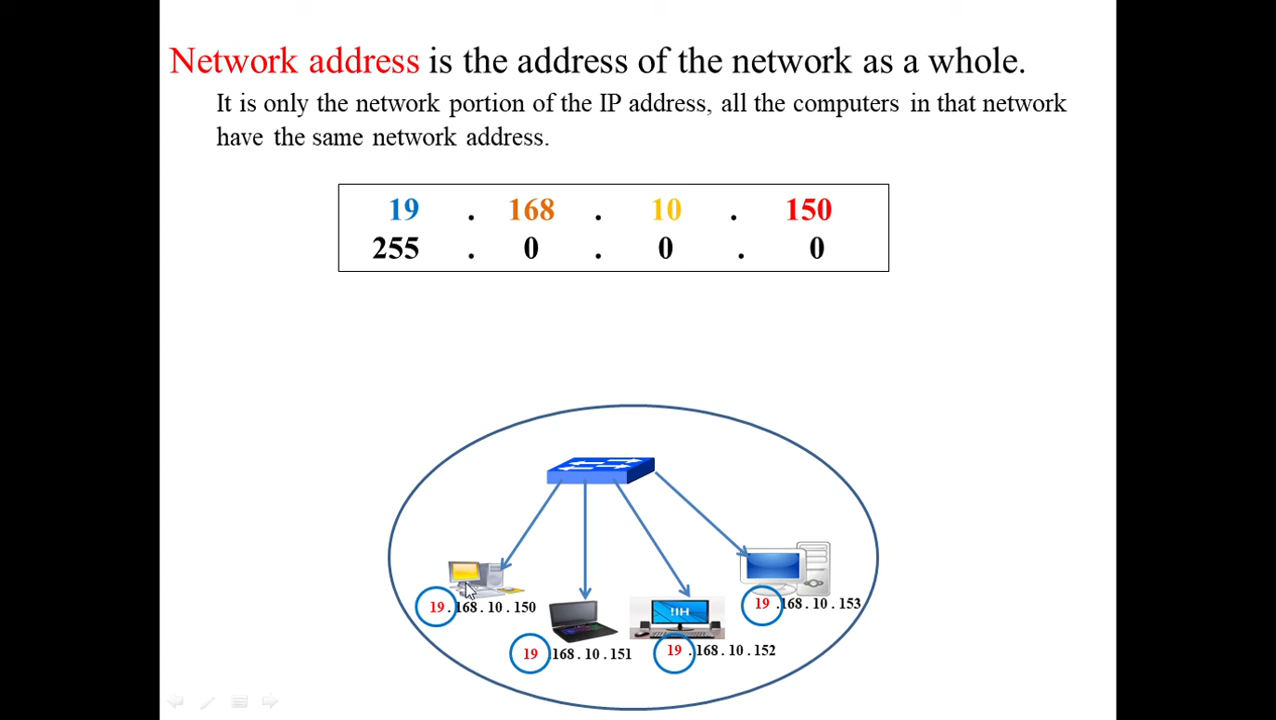 Network address is the address of the network as a whole.
It is only the network portion of the IP address, all the computers in that network
have the same network address.
19 . 168 . 10 . 150
255 . 0 . 0 . 0
19 . 168 . 10 . 150
19 . 168 . 10 . 151
19 . 168 . 10 . 152
19 . 168 . 10 . 153